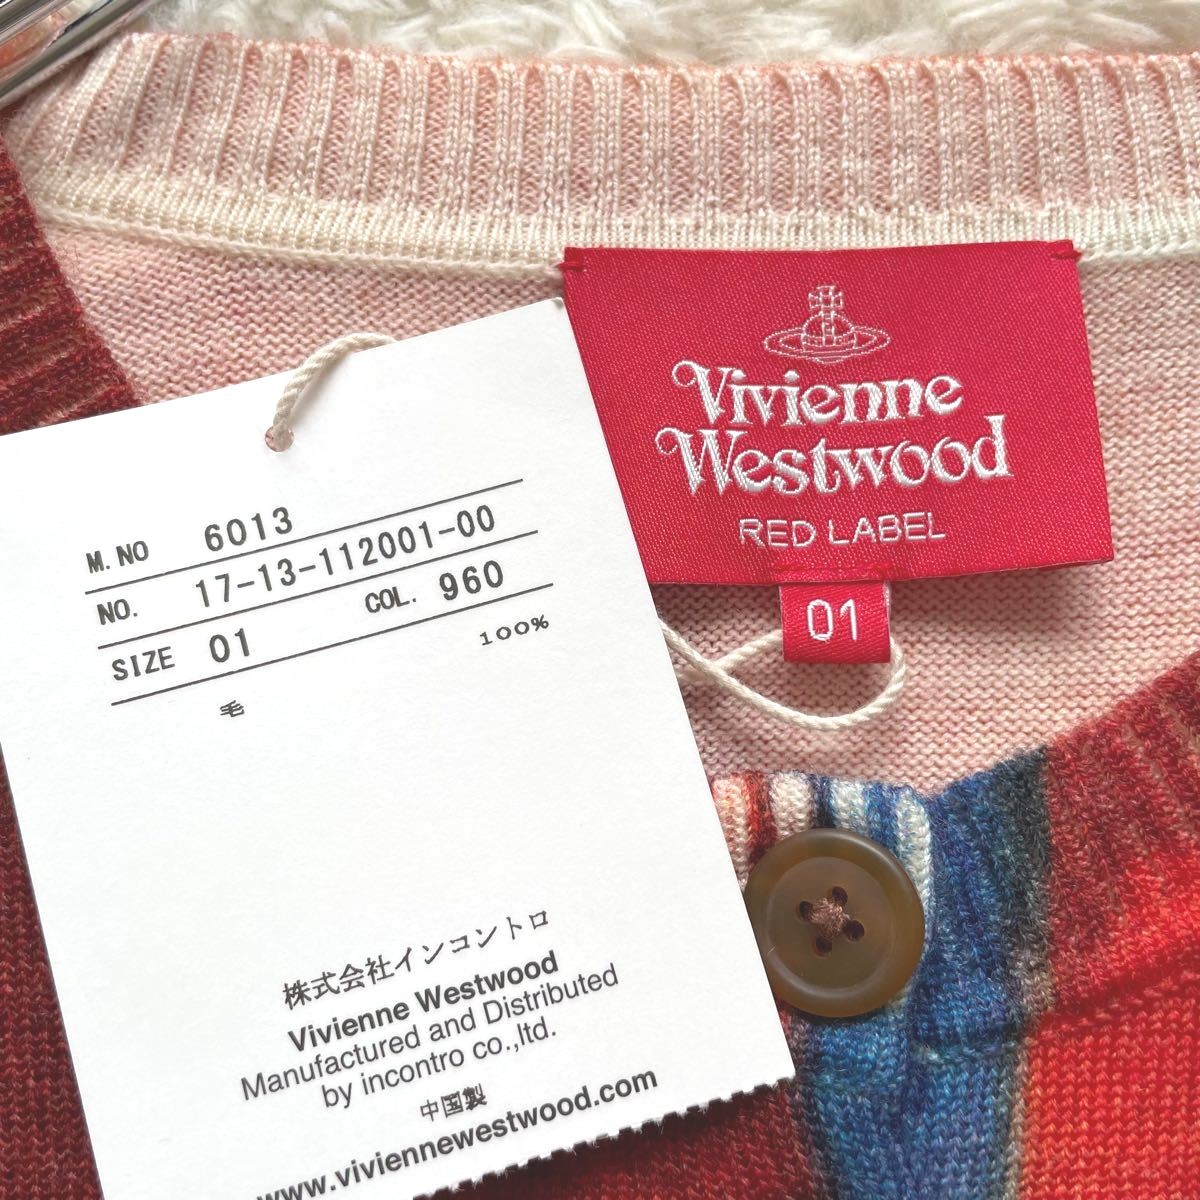 M.NO 6013
NO. 17-13-112001-00
SIZE 01 COL. 960
毛 100%
株式会社インコントロ
Vivienne Westwood
Manufactured and Distributed
by incontro co.,ltd.
中国製
www.viviennewestwood.com
Vivienne
Westwood
RED LABEL
01